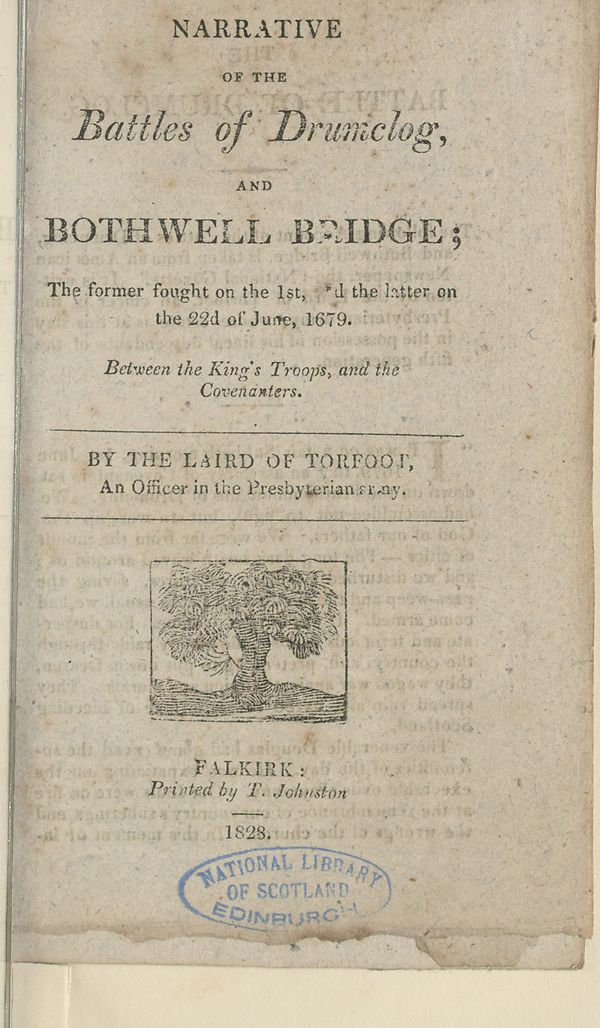 NARRATIVE
OF THE
Battles of Drumclog,
AND
BOTHWELL BRIDGE;
The former fought on the 1st, the latter on
the 22d of June, 1679.
Between the King's Troops, and the
Covenanters.
BY THE LAIRD OF TORFOOT,
An Officer in the Presbyterian army.
FALKIRK:
Printed by T. Johnston
1828.
NATIONAL LIBRARY
OF SCOTLAND
EDINBURGH